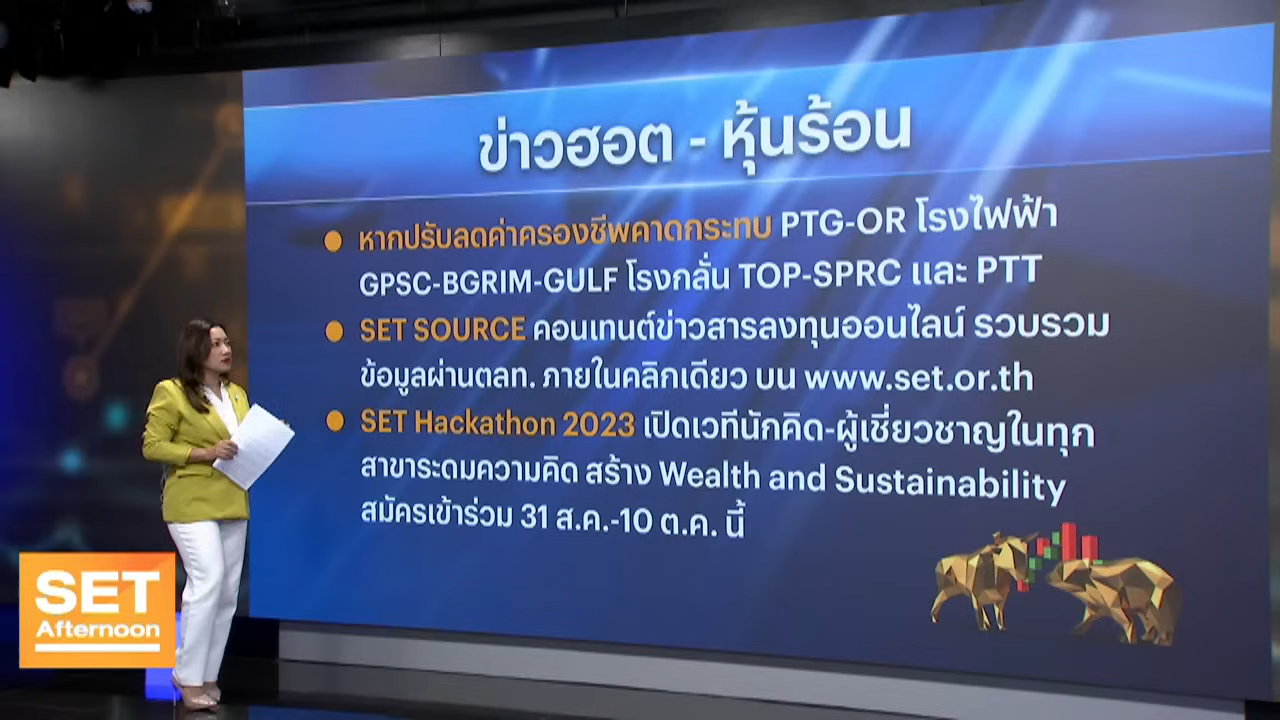 ข่าวฮอต - หุ้นร้อน
หากปรับลดค่าครองชีพคาดกระทบ PTG-OR โรงไฟฟ้า
GPSC-BGRIM-GULF โรงกลั่น TOP-SPRC และ PTT
SET SOURCE คอนเทนต์ข่าวสารลงทุนออนไลน์ รวบรวม
ข้อมูลผ่านตลท. ภายในคลิกเดียว บน www.set.or.th
SET Hackathon 2023 เปิดเวทีนักคิด-ผู้เชี่ยวชาญในทุก
สาขาระดมความคิด สร้าง Wealth and Sustainability
สมัครเข้าร่วม 31 ส.ค.-10 ต.ค. นี้
SET
Afternoon